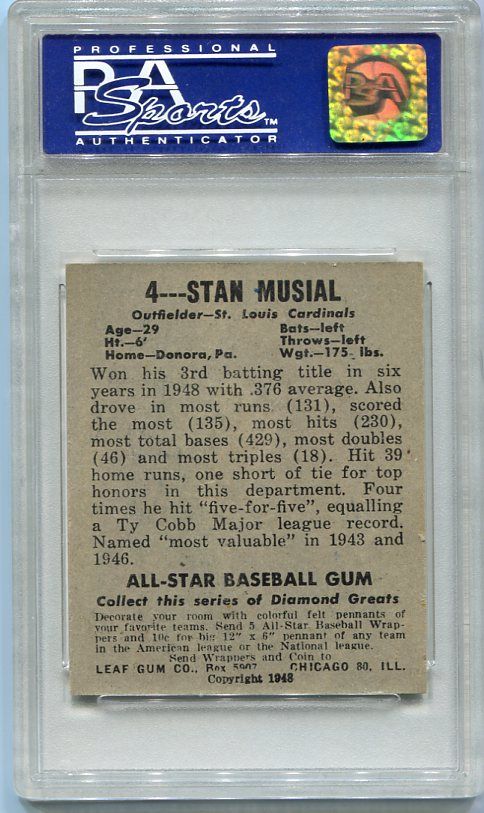 PROFESSIONAL
PSA
Sports™
AUTHENTICATOR
PSA
4---STAN MUSIAL
Outfielder—St. Louis Cardinals
Age—29 Bats—left
Ht.—6' Throws—left
Home—Donora, Pa. Wgt.—175 lbs.
Won his 3rd batting title in six
years in 1948 with .376 average. Also
drove in most runs (131), scored
the most (135), most hits (230),
most total bases (429), most doubles
(46) and most triples (18). Hit 39
home runs, one short of tie for top
honors in this department. Four
times he hit "five-for-five", equalling
a Ty Cobb Major league record.
Named "most valuable" in 1943 and
1946.
ALL-STAR BASEBALL GUM
Collect this series of Diamond Greats
Decorate your room with colorful felt pennants of
your favorite teams. Send 5 All-Star Baseball Wrap-
pers and 10c for big 12" x 6" pennant of any team
in the American league or the National league.
Send Wrappers and Coin to
LEAF GUM CO., Box 5907 CHICAGO 80, ILL.
Copyright 1948